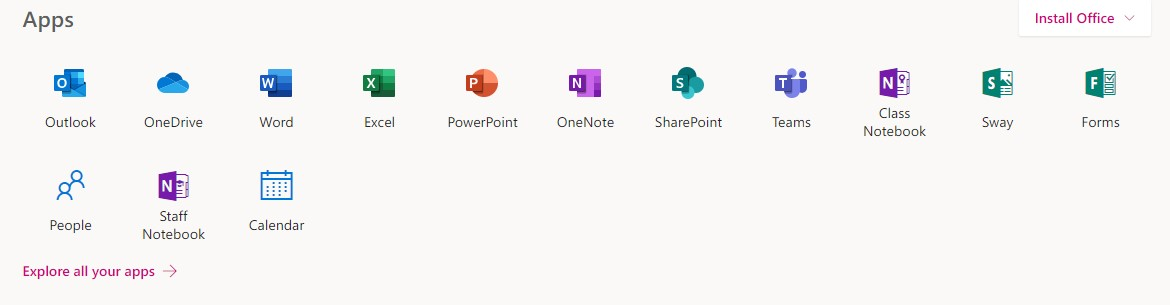 Apps
Install Office
Outlook
OneDrive
Word
Excel
PowerPoint
OneNote
SharePoint
Teams
Class
Notebook
Sway
Forms
People
Staff
Notebook
Calendar
Explore all your apps